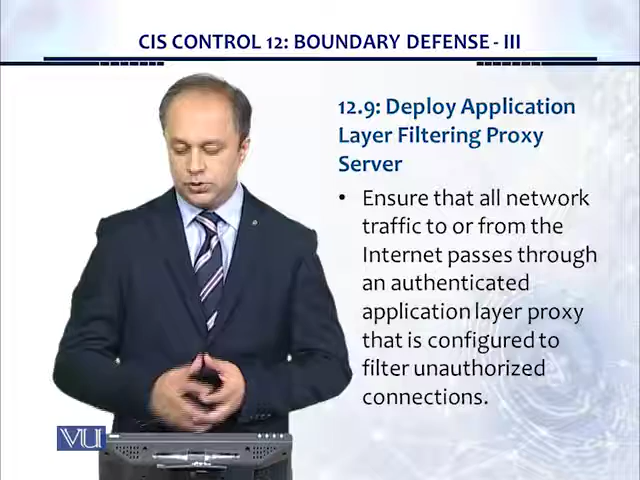 CIS CONTROL 12: BOUNDARY DEFENSE - III
12.9: Deploy Application
Layer Filtering Proxy
Server
• Ensure that all network
traffic to or from the
Internet passes through
an authenticated
application layer proxy
that is configured to
filter unauthorized
connections.
VU